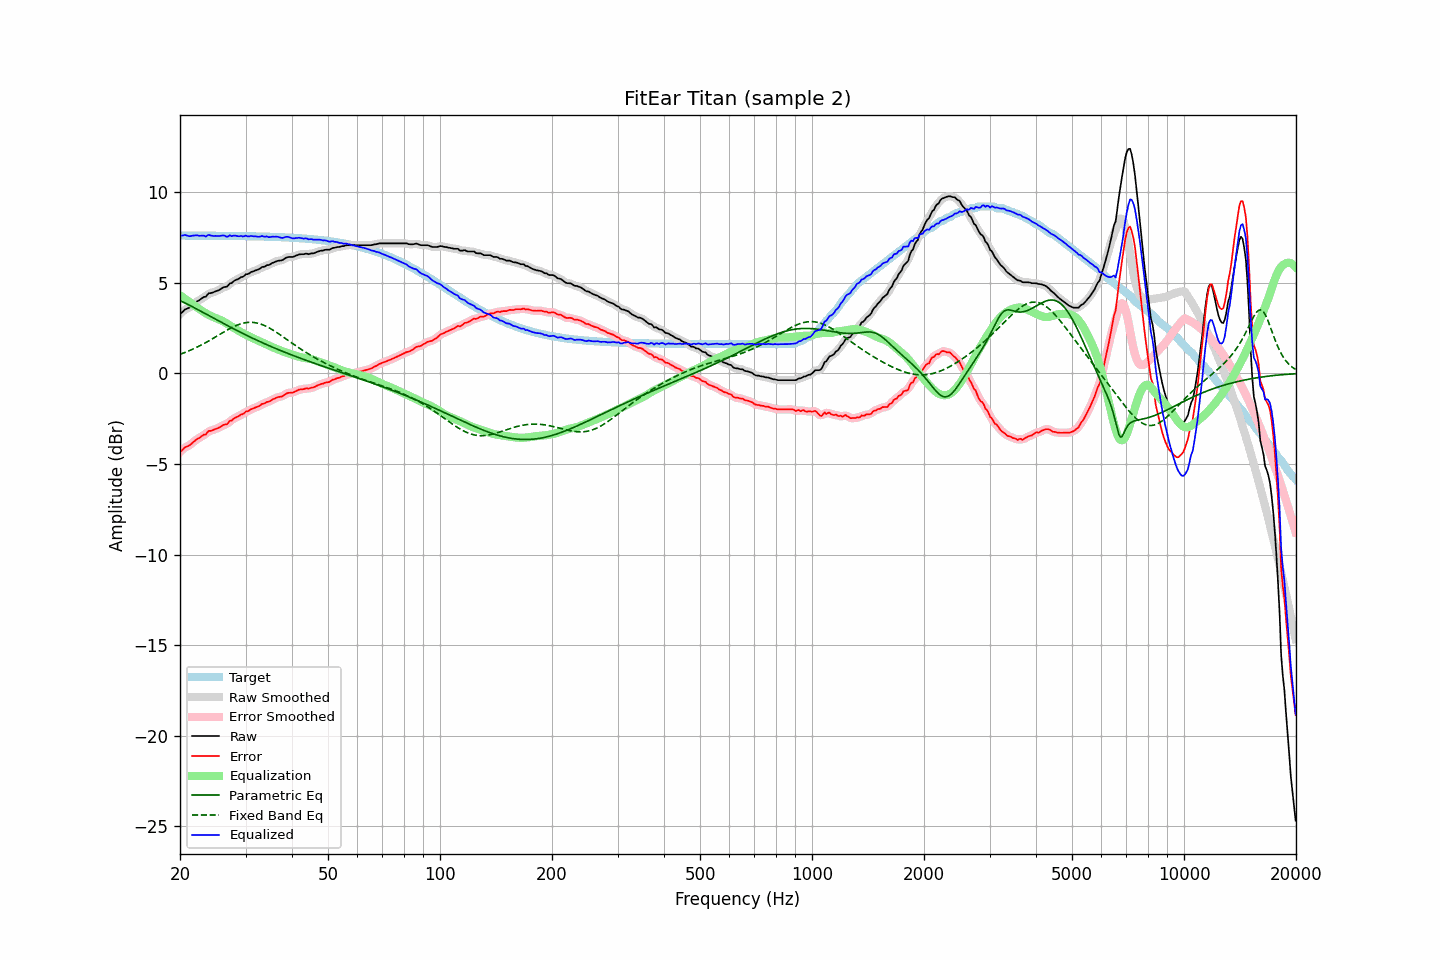 FitEar Titan (sample 2)
10
5
0
−5
−10
−15
−20
−25
Amplitude (dBr)
Target
Raw Smoothed
Error Smoothed
Raw
Error
Equalization
Parametric Eq
Fixed Band Eq
Equalized
20 50 100 200 500 1000 2000 5000 10000 20000
Frequency (Hz)